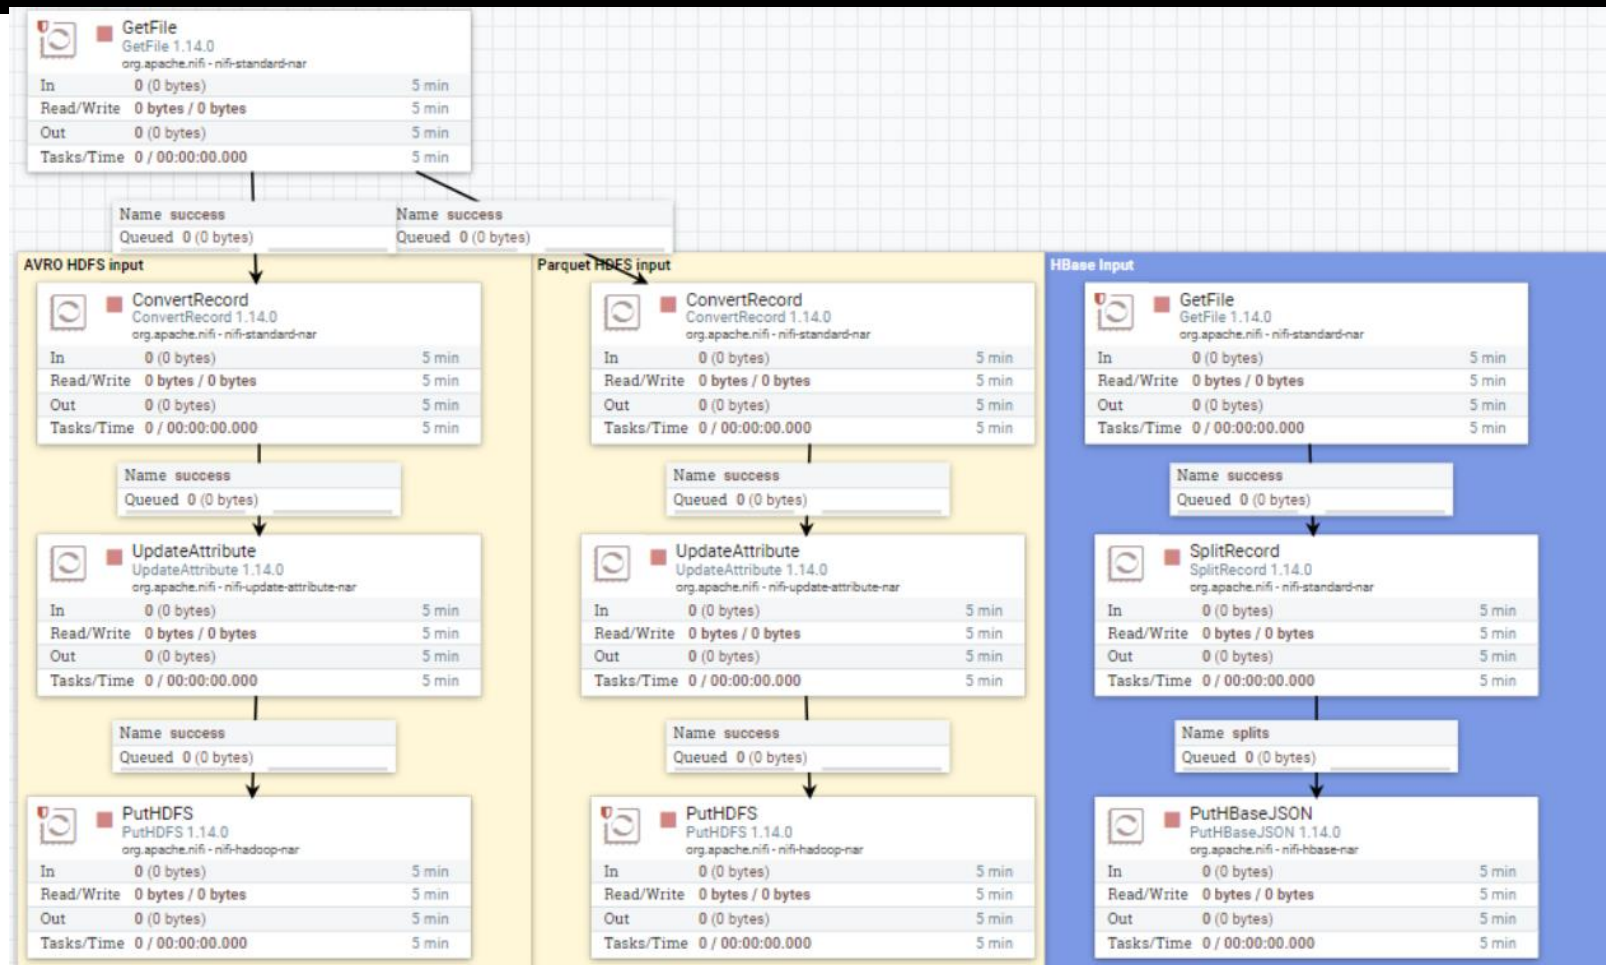 GetFile
GetFile 1.14.0
org.apache.nifi - nifi-standard-nar
In 0 (0 bytes) 5 min
Read/Write 0 bytes / 0 bytes 5 min
Out 0 (0 bytes) 5 min
Tasks/Time 0 / 00:00:00.000 5 min
Name success
Queued 0 (0 bytes)
Name success
Queued 0 (0 bytes)
AVRO HDFS input
ConvertRecord
ConvertRecord 1.14.0
org.apache.nifi - nifi-standard-nar
In 0 (0 bytes) 5 min
Read/Write 0 bytes / 0 bytes 5 min
Out 0 (0 bytes) 5 min
Tasks/Time 0 / 00:00:00.000 5 min
Name success
Queued 0 (0 bytes)
UpdateAttribute
UpdateAttribute 1.14.0
org.apache.nifi - nifi-update-attribute-nar
In 0 (0 bytes) 5 min
Read/Write 0 bytes / 0 bytes 5 min
Out 0 (0 bytes) 5 min
Tasks/Time 0 / 00:00:00.000 5 min
Name success
Queued 0 (0 bytes)
PutHDFS
PutHDFS 1.14.0
org.apache.nifi - nifi-hadoop-nar
In 0 (0 bytes) 5 min
Read/Write 0 bytes / 0 bytes 5 min
Out 0 (0 bytes) 5 min
Tasks/Time 0 / 00:00:00.000 5 min
Parquet HDFS input
ConvertRecord
ConvertRecord 1.14.0
org.apache.nifi - nifi-standard-nar
In 0 (0 bytes) 5 min
Read/Write 0 bytes / 0 bytes 5 min
Out 0 (0 bytes) 5 min
Tasks/Time 0 / 00:00:00.000 5 min
Name success
Queued 0 (0 bytes)
UpdateAttribute
UpdateAttribute 1.14.0
org.apache.nifi - nifi-update-attribute-nar
In 0 (0 bytes) 5 min
Read/Write 0 bytes / 0 bytes 5 min
Out 0 (0 bytes) 5 min
Tasks/Time 0 / 00:00:00.000 5 min
Name success
Queued 0 (0 bytes)
PutHDFS
PutHDFS 1.14.0
org.apache.nifi - nifi-hadoop-nar
In 0 (0 bytes) 5 min
Read/Write 0 bytes / 0 bytes 5 min
Out 0 (0 bytes) 5 min
Tasks/Time 0 / 00:00:00.000 5 min
HBase Input
GetFile
GetFile 1.14.0
org.apache.nifi - nifi-standard-nar
In 0 (0 bytes) 5 min
Read/Write 0 bytes / 0 bytes 5 min
Out 0 (0 bytes) 5 min
Tasks/Time 0 / 00:00:00.000 5 min
Name success
Queued 0 (0 bytes)
SplitRecord
SplitRecord 1.14.0
org.apache.nifi - nifi-standard-nar
In 0 (0 bytes) 5 min
Read/Write 0 bytes / 0 bytes 5 min
Out 0 (0 bytes) 5 min
Tasks/Time 0 / 00:00:00.000 5 min
Name splits
Queued 0 (0 bytes)
PutHBaseJSON
PutHBaseJSON 1.14.0
org.apache.nifi - nifi-hbase-nar
In 0 (0 bytes) 5 min
Read/Write 0 bytes / 0 bytes 5 min
Out 0 (0 bytes) 5 min
Tasks/Time 0 / 00:00:00.000 5 min